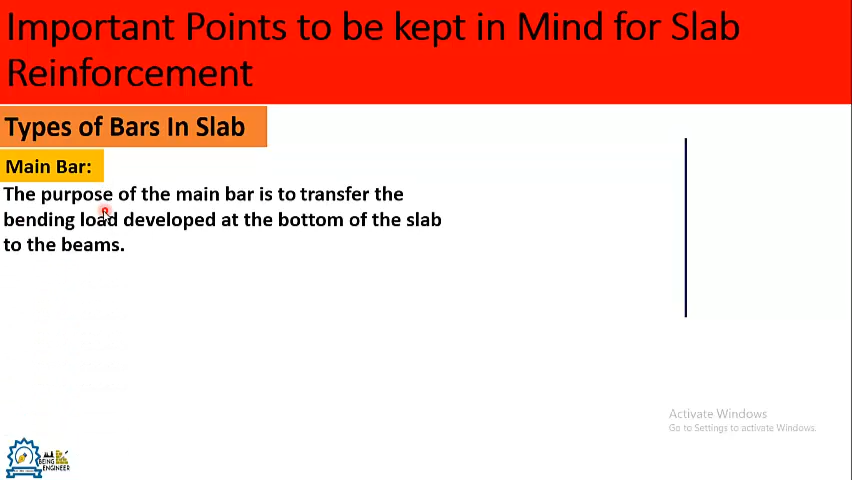 Important Points to be kept in Mind for Slab
Reinforcement
Types of Bars In Slab
Main Bar:
The purpose of the main bar is to transfer the
bending load developed at the bottom of the slab
to the beams.
Activate Windows
Go to Settings to activate Windows.
BEING
ENGINEER